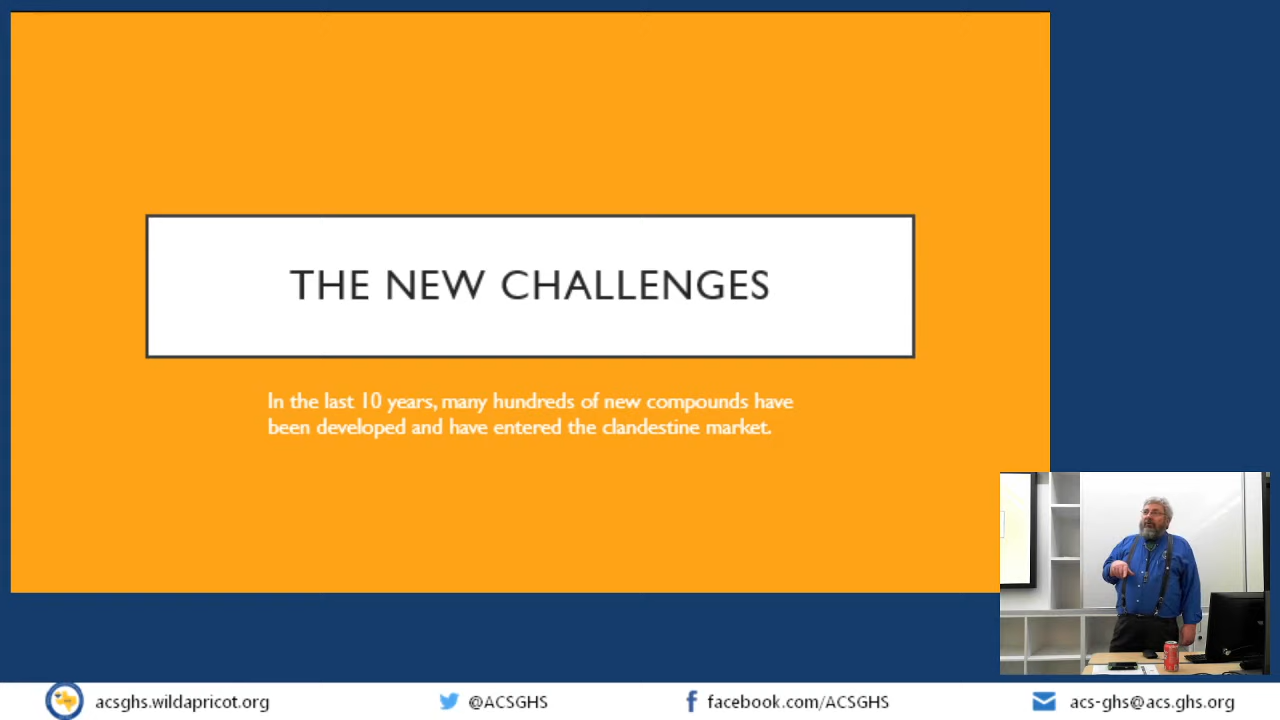 THE NEW CHALLENGES
In the last 10 years, many hundreds of new compounds have
been developed and have entered the clandestine market.
acsghs.wildapricot.org
@ACSGHS
facebook.com/ACSGHS
acs-ghs@acs.ghs.org